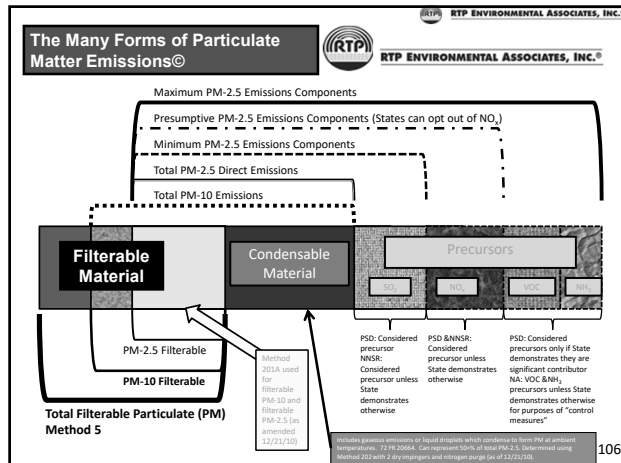 RTP RTP ENVIRONMENTAL ASSOCIATES, INC.
The Many Forms of Particulate
Matter Emissions©
RTP
RTP ENVIRONMENTAL ASSOCIATES, INC.®
Maximum PM-2.5 Emissions Components
Presumptive PM-2.5 Emissions Components (States can opt out of NOx)
Minimum PM-2.5 Emissions Components
Total PM-2.5 Direct Emissions
Total PM-10 Emissions
Filterable
Material
Condensable
Material
Precursors
SO2
NOx
VOC
NH3
PM-2.5 Filterable
PM-10 Filterable
Total Filterable Particulate (PM)
Method 5
Method
201A used
for
filterable
PM-10 and
filterable
PM-2.5 (as
amended
12/21/10)
PSD: Considered
precursor
NNSR:
Considered
precursor unless
State
demonstrates
otherwise
PSD &NNSR:
Considered
precursor unless
State demonstrates
otherwise
PSD: Considered
precursors only if State
demonstrates they are
significant contributor
NA: VOC &NH3
precursors unless State
demonstrates otherwise
for purposes of "control
measures"
Includes gaseous emissions or liquid droplets which condense to form PM at ambient
temperatures. 72 FR 20664. Can represent 50+% of total PM-2.5. Determined using
Method 202 with 2 dry impingers and nitrogen purge (as of 12/21/10).
106